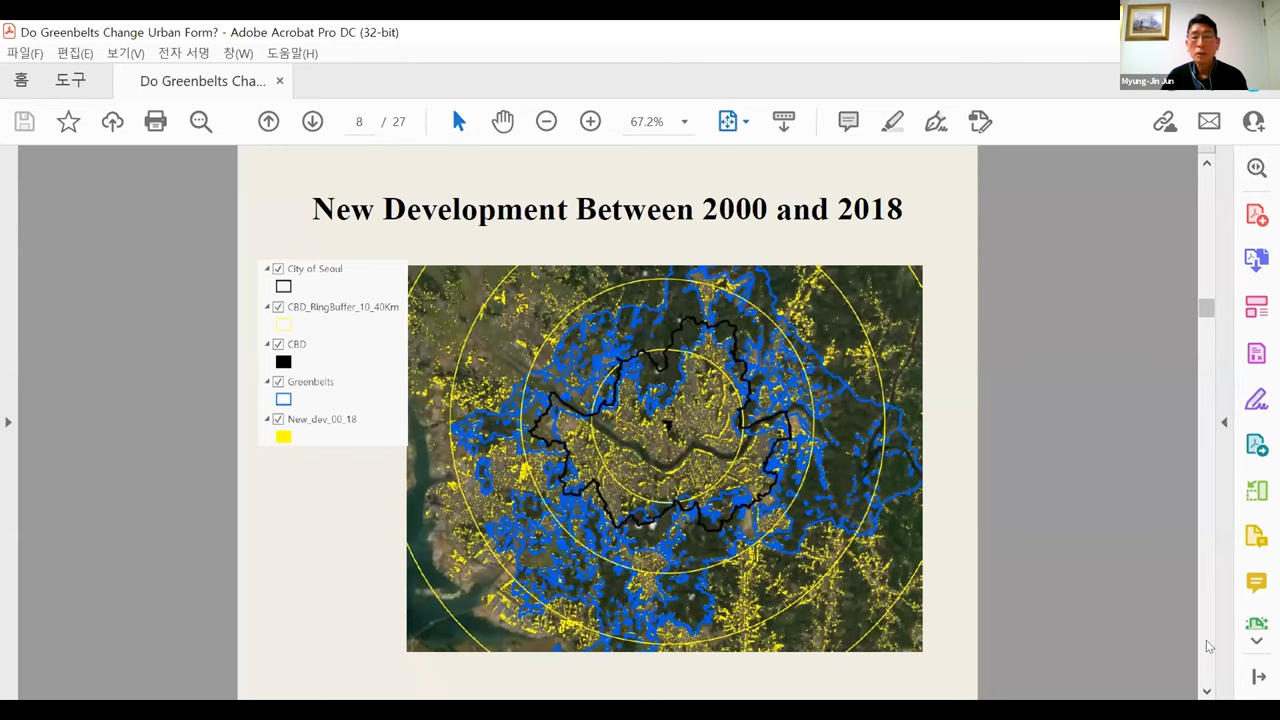 Do Greenbelts Change Urban Form? - Adobe Acrobat Pro DC (32-bit)
파일(F) 편집(E) 보기(V) 전자 서명 창(W) 도움말(H)
홈 도구 Do Greenbelts Cha... ×
Myung-Jin Jun
8 / 27 67.2%
New Development Between 2000 and 2018
City of Seoul
CBD_RingBuffer_10_40Km
CBD
Greenbelts
New_dev_00_18